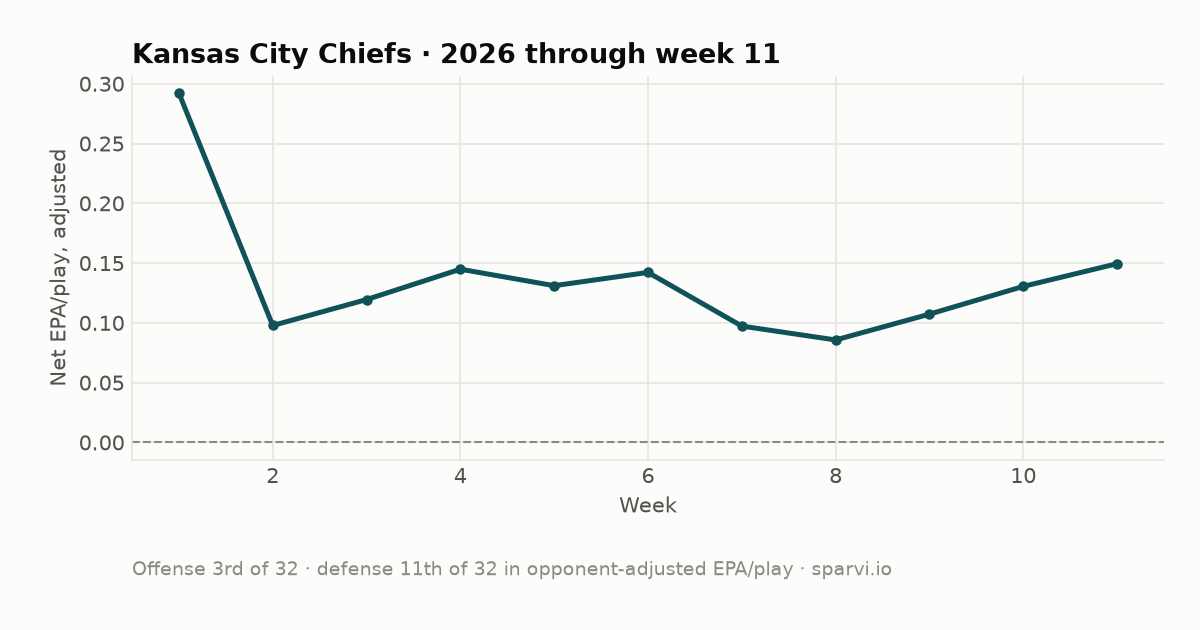 Kansas City Chiefs · 2026 through week 11
Net EPA/play, adjusted
0.30
0.25
0.20
0.15
0.10
0.05
0.00
2 4 6 8 10
Week
Offense 3rd of 32 · defense 11th of 32 in opponent-adjusted EPA/play · sparvi.io